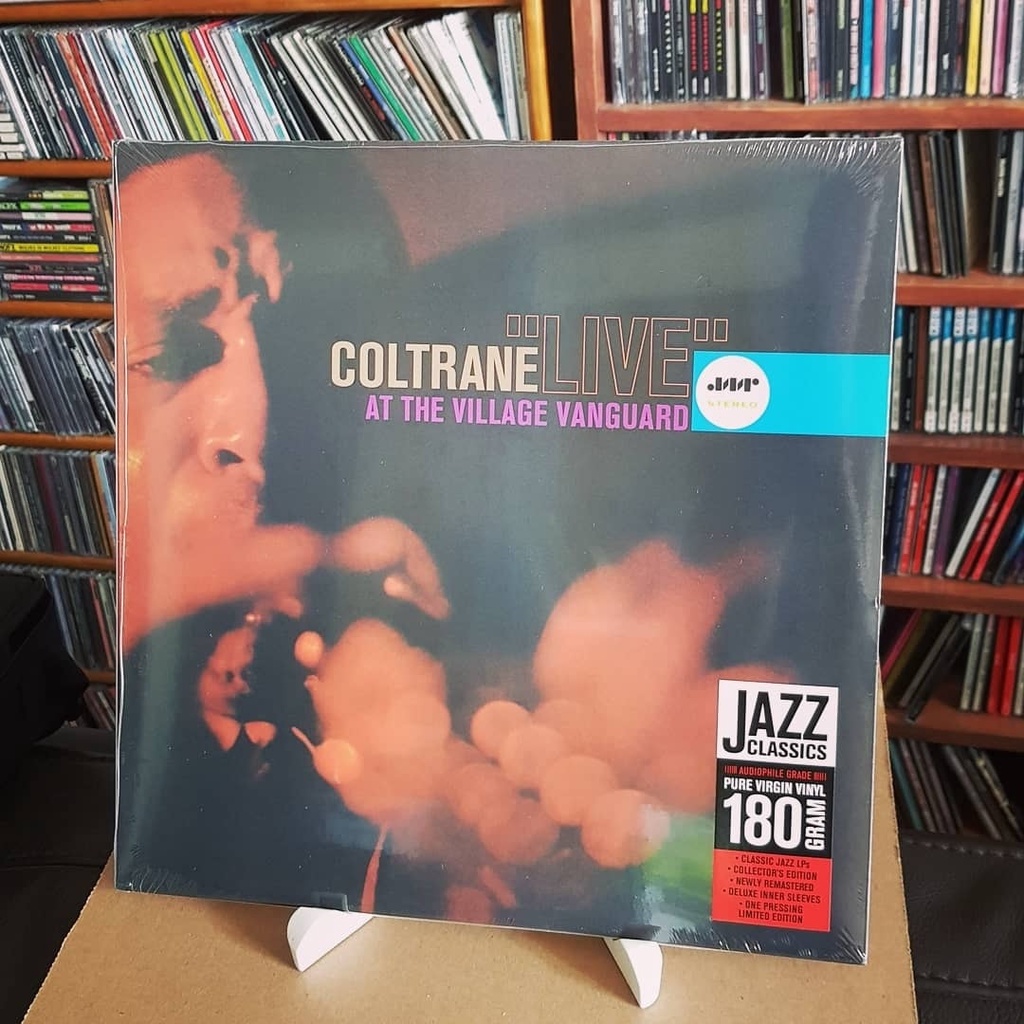 "LIVE"
COLTRANE
AT THE VILLAGE VANGUARD
JWR
STEREO
JAZZ
CLASSICS
AUDIOPHILE GRADE
PURE VIRGIN VINYL
180 GRAM
• CLASSIC JAZZ LPs
• COLLECTOR'S EDITION
• NEWLY REMASTERED
• DELUXE INNER SLEEVES
• ONE PRESSING
LIMITED EDITION